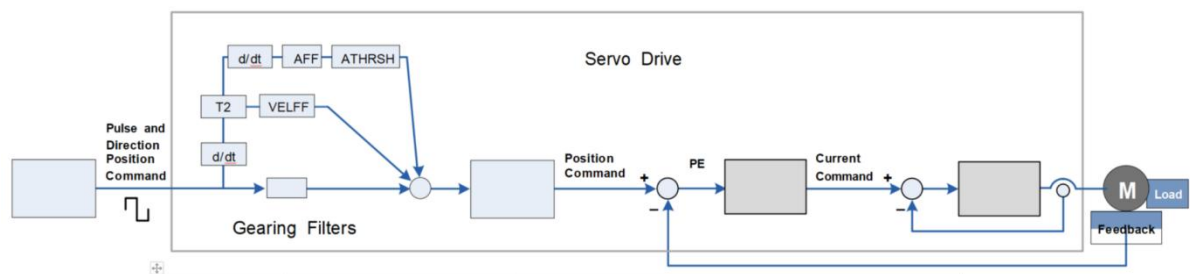 Servo Drive
d/dt
AFF
ATHRSH
T2
VELFF
Pulse and
Direction
Position
Command
d/dt
Position
Command
PE
Current
Command
+
−
+
−
M
Load
Feedback
Gearing Filters